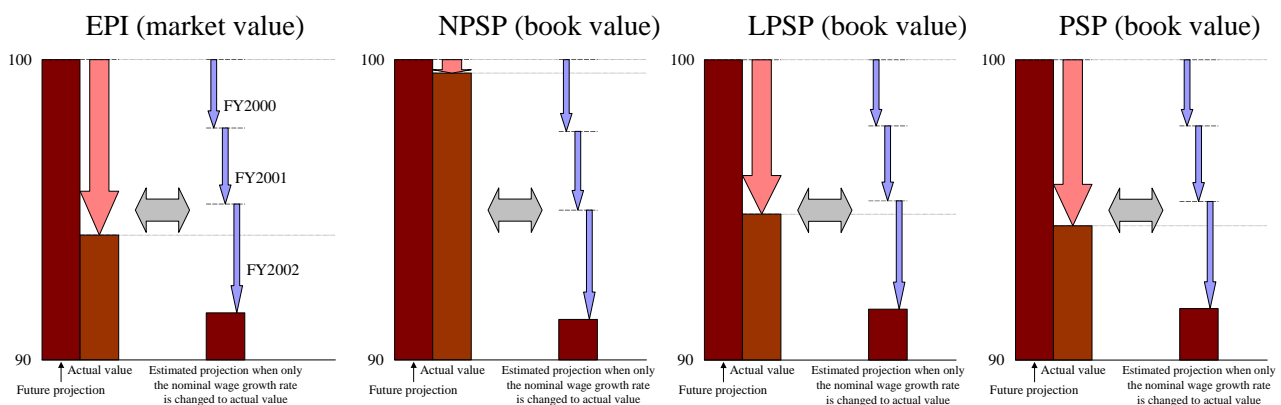 EPI (market value)
100
FY2000
FY2001
FY2002
90
Actual value
Future projection
Estimated projection when only
the nominal wage growth rate
is changed to actual value
NPSP (book value)
100
90
Actual value
Future projection
Estimated projection when only
the nominal wage growth rate
is changed to actual value
LPSP (book value)
100
90
Actual value
Future projection
Estimated projection when only
the nominal wage growth rate
is changed to actual value
PSP (book value)
100
90
Actual value
Future projection
Estimated projection when only
the nominal wage growth rate
is changed to actual value